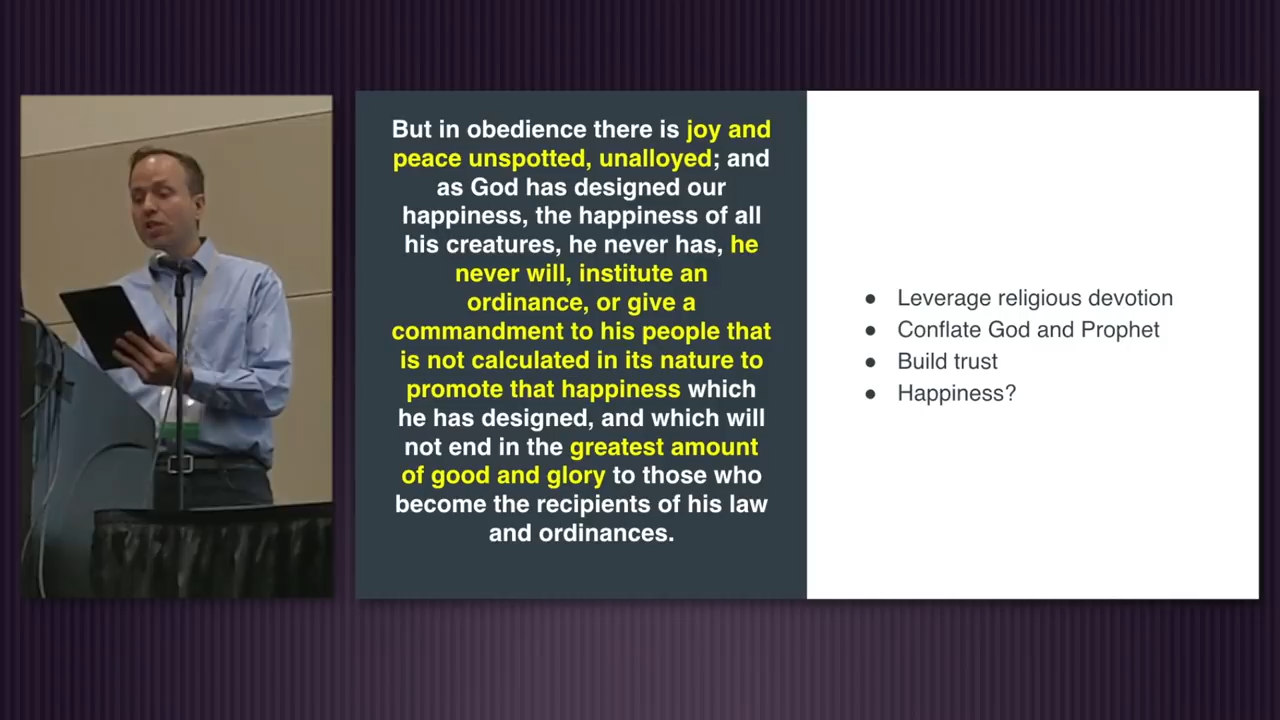 But in obedience there is joy and
peace unspotted, unalloyed; and
as God has designed our
happiness, the happiness of all
his creatures, he never has, he
never will, institute an
ordinance, or give a
commandment to his people that
is not calculated in its nature to
promote that happiness which
he has designed, and which will
not end in the greatest amount
of good and glory to those who
become the recipients of his law
and ordinances.
● Leverage religious devotion
● Conflate God and Prophet
● Build trust
● Happiness?